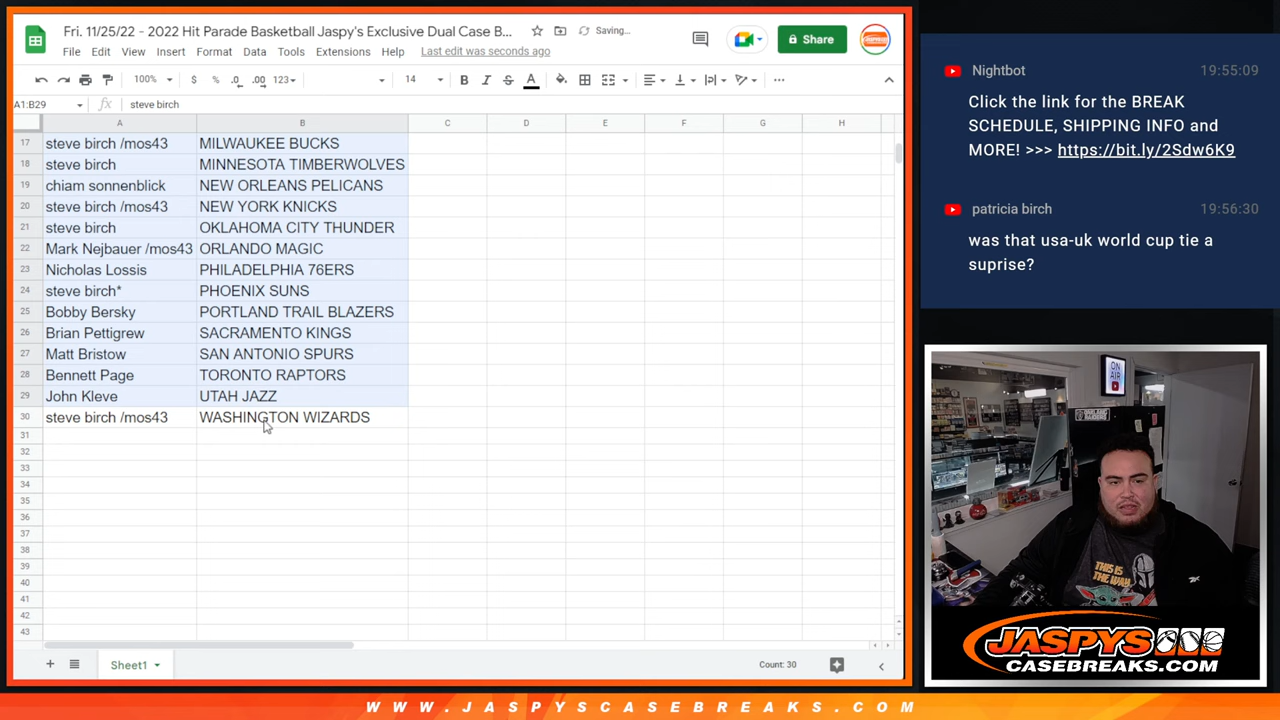 Fri. 11/25/22 - 2022 Hit Parade Basketball Jaspy's Exclusive Dual Case B...
Saving...
Share
File Edit View Insert Format Data Tools Extensions Help Last edit was seconds ago
100% $ % .0 .00 123 14 B I S A
A1:B29 fx steve birch
A B C D E F G H
17 steve birch /mos43 MILWAUKEE BUCKS
18 steve birch MINNESOTA TIMBERWOLVES
19 chiam sonnenblick NEW ORLEANS PELICANS
20 steve birch /mos43 NEW YORK KNICKS
21 steve birch OKLAHOMA CITY THUNDER
22 Mark Nejbauer /mos43 ORLANDO MAGIC
23 Nicholas Lossis PHILADELPHIA 76ERS
24 steve birch* PHOENIX SUNS
25 Bobby Bersky PORTLAND TRAIL BLAZERS
26 Brian Pettigrew SACRAMENTO KINGS
27 Matt Bristow SAN ANTONIO SPURS
28 Bennett Page TORONTO RAPTORS
29 John Kleve UTAH JAZZ
30 steve birch /mos43 WASHINGTON WIZARDS
31
32
33
34
35
36
37
38
39
40
41
42
43
Sheet1
Count: 30
Nightbot 19:55:09
Click the link for the BREAK
SCHEDULE, SHIPPING INFO and
MORE! >>> https://bit.ly/2Sdw6K9
patricia birch 19:56:30
was that usa-uk world cup tie a
suprise?
ON
AIR
THIS IS
THE WAY
JASPYS
CASEBREAKS.COM
WWW.JASPYSCASEBREAKS.COM